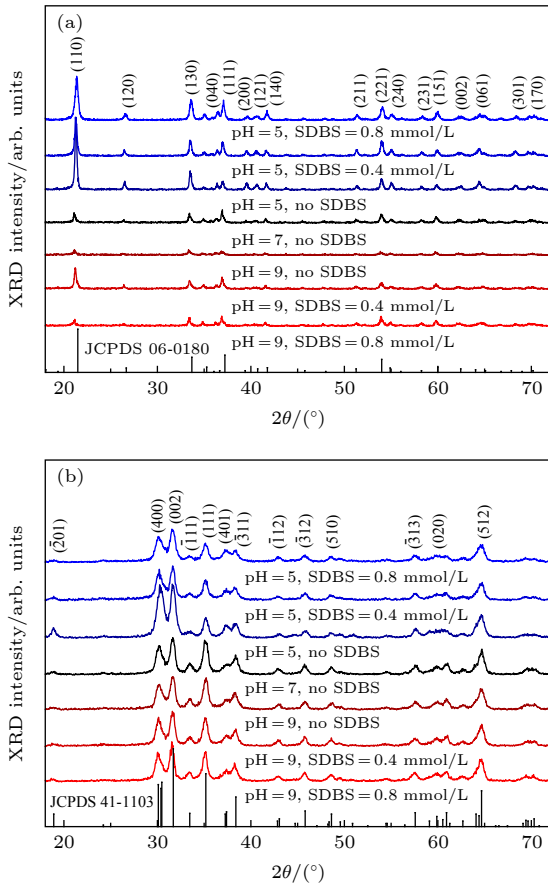 (a)
(110)
(120)
(130)
(040)
(111)
(200)
(121)
(140)
(211)
(221)
(240)
(231)
(151)
(002)
(061)
(301)
(170)
pH=5, SDBS=0.8 mmol/L
pH=5, SDBS=0.4 mmol/L
pH=5, no SDBS
pH=7, no SDBS
pH=9, no SDBS
pH=9, SDBS=0.4 mmol/L
pH=9, SDBS=0.8 mmol/L
JCPDS 06-0180
XRD intensity/arb. units
20 30 40 50 60 70
2θ/(°)
(b)
(2̄01)
(400)
(002)
(1̄11)
(111)
(401)
(3̄11)
(1̄12)
(3̄12)
(510)
(3̄13)
(020)
(512)
pH=5, SDBS=0.8 mmol/L
pH=5, SDBS=0.4 mmol/L
pH=5, no SDBS
pH=7, no SDBS
pH=9, no SDBS
pH=9, SDBS=0.4 mmol/L
pH=9, SDBS=0.8 mmol/L
JCPDS 41-1103
XRD intensity/arb. units
20 30 40 50 60 70
2θ/(°)